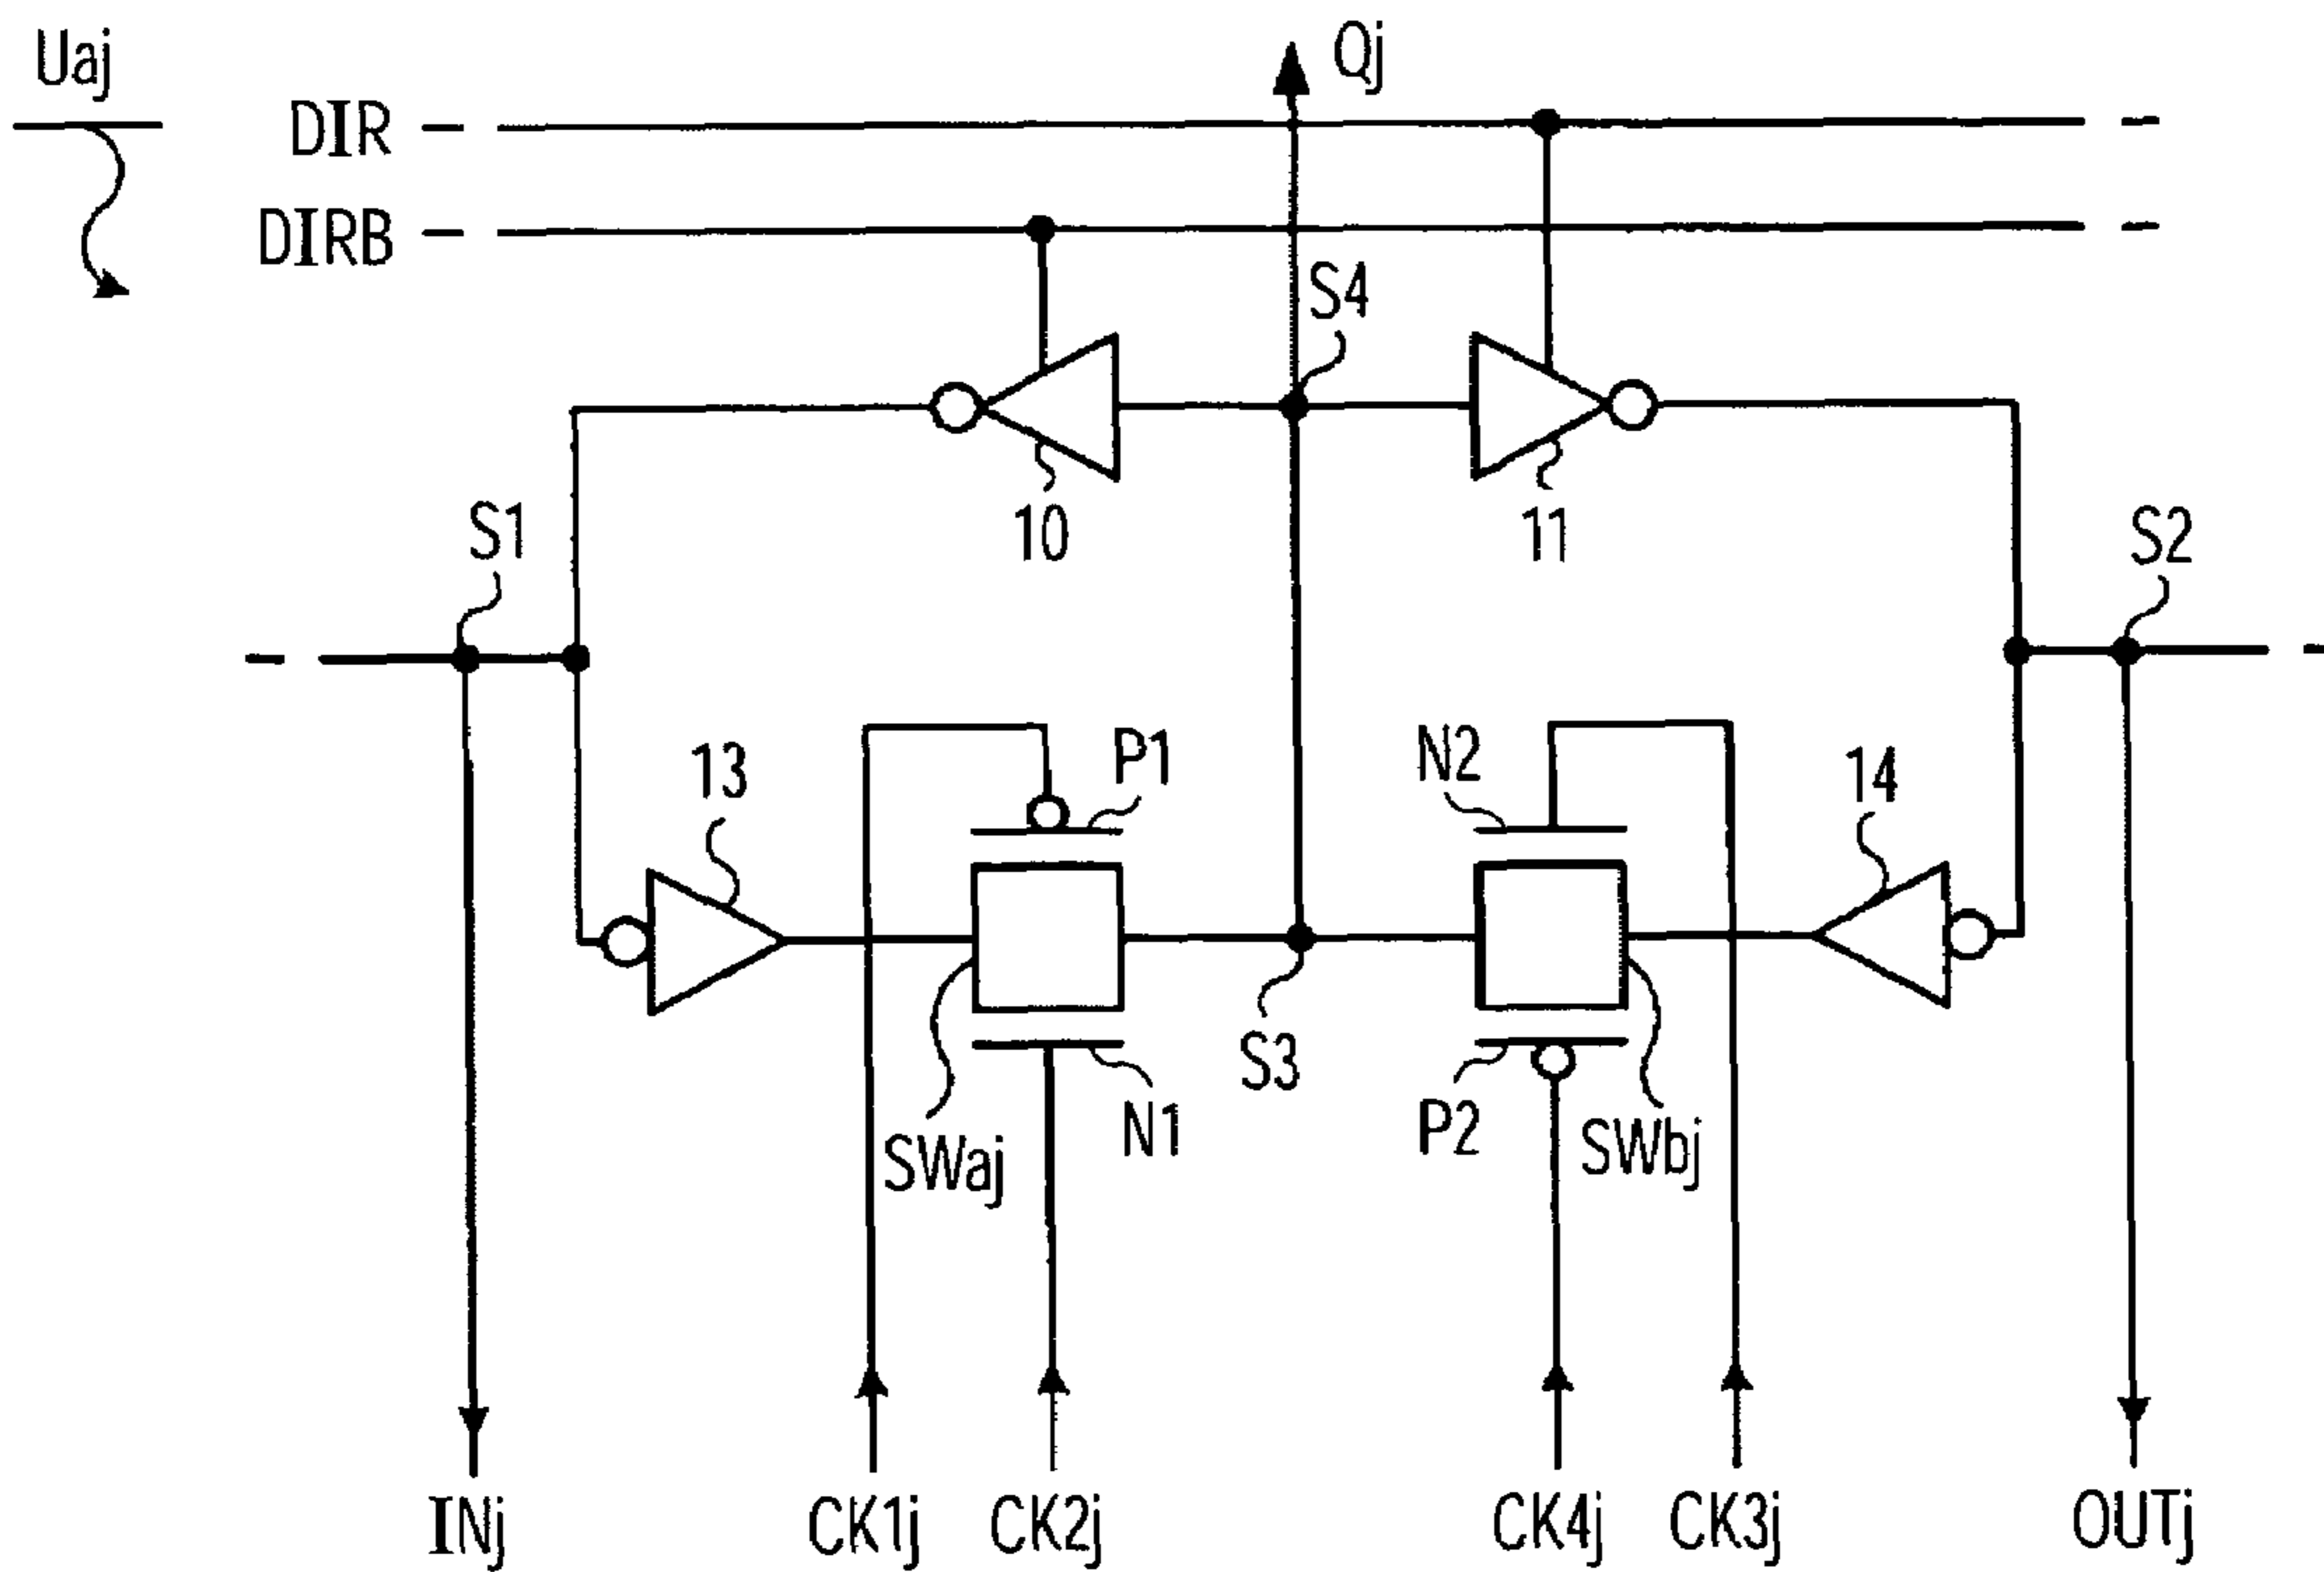 Uaj
Qj
DIR
DIRB
S4
10
11
S1
S2
13
P1
N2
14
S3
SWaj
N1
P2
SWbj
INj
CK1j
CK2j
CK4j
CK3j
OUTj